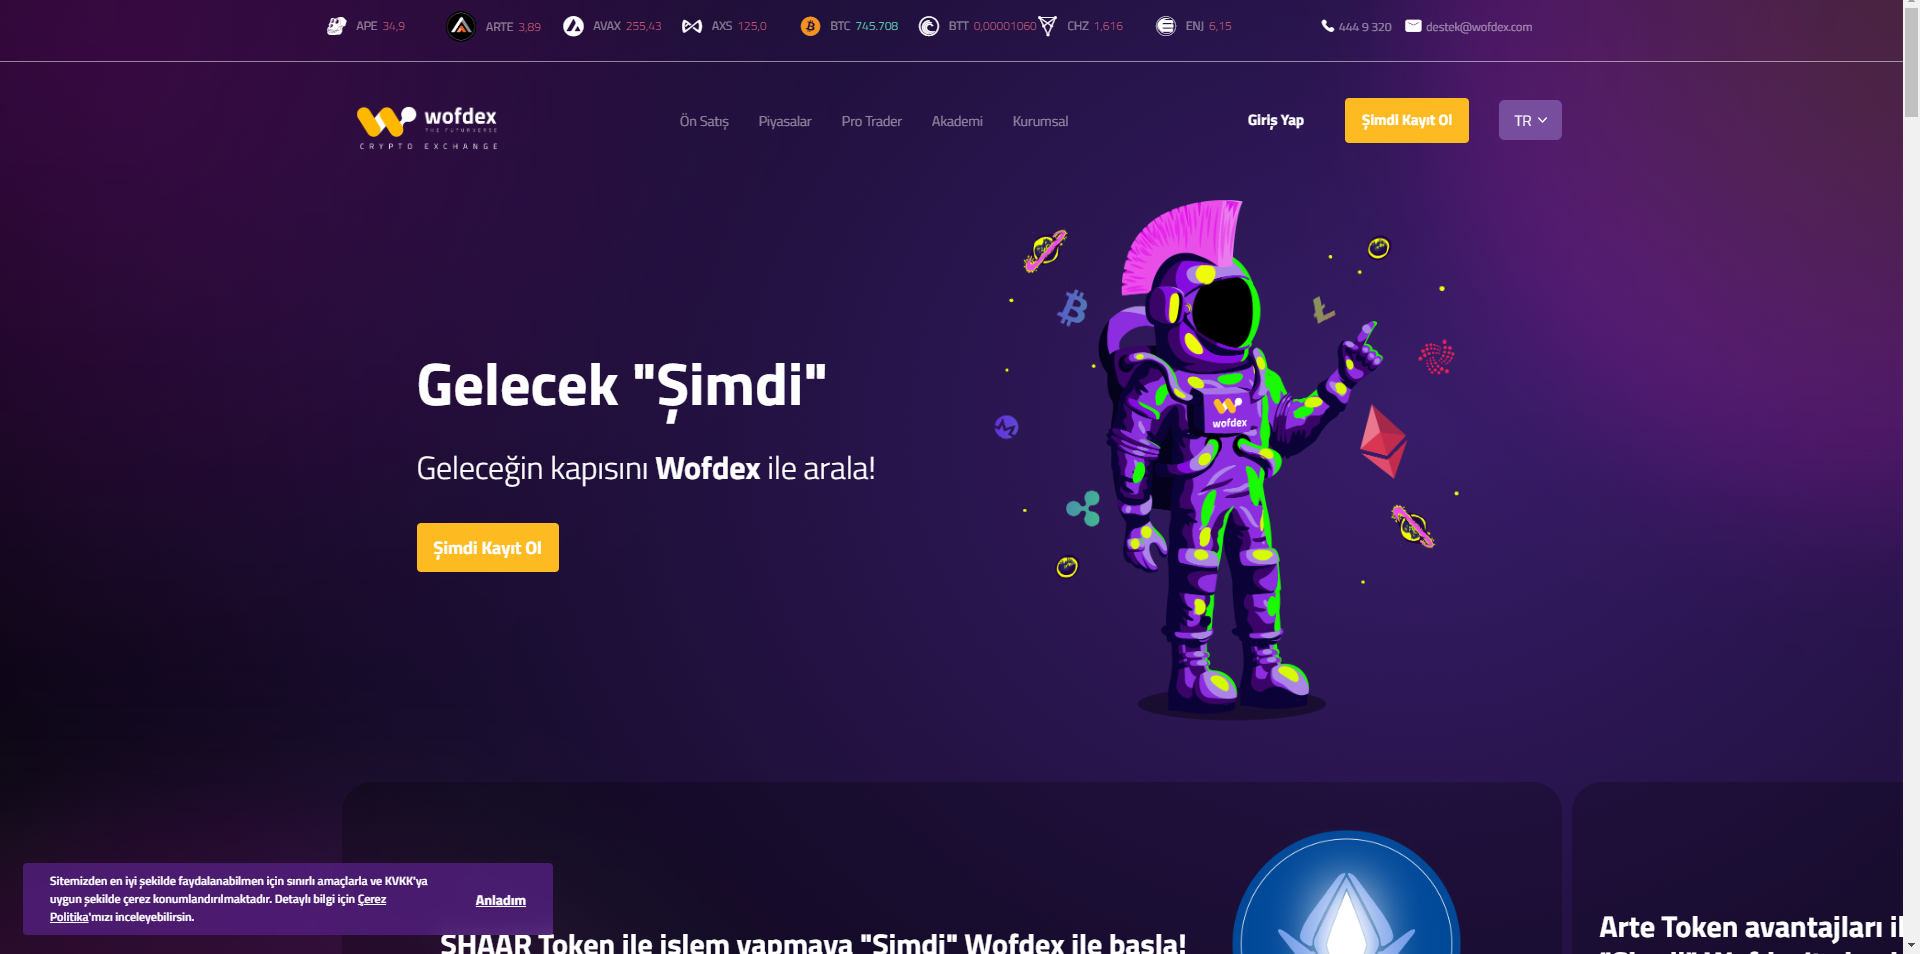 APE 34,9 ARTE 3,89 AVAX 255,43 AXS 125,0 BTC 745.708 BTT 0,00001060 CHZ 1,616 ENJ 6,15 444 9 320 destek@wofdex.com
wofdex
THE FUTURVERSE
CRYPTO EXCHANGE
Ön Satış Piyasalar Pro Trader Akademi Kurumsal Giriş Yap Şimdi Kayıt Ol TR
Gelecek "Şimdi"
wofdex
Geleceğin kapısını Wofdex ile arala!
Şimdi Kayıt Ol
Sitemizden en iyi şekilde faydalanabilmen için sınırlı amaçlarla ve KVKK'ya
uygun şekilde çerez konumlandırılmaktadır. Detaylı bilgi için Çerez
Politika'mızı inceleyebilirsin.
Anladım
SHAAR Token ile işlem yapmaya "Şimdi" Wofdex ile başla!
Arte Token avantajları il